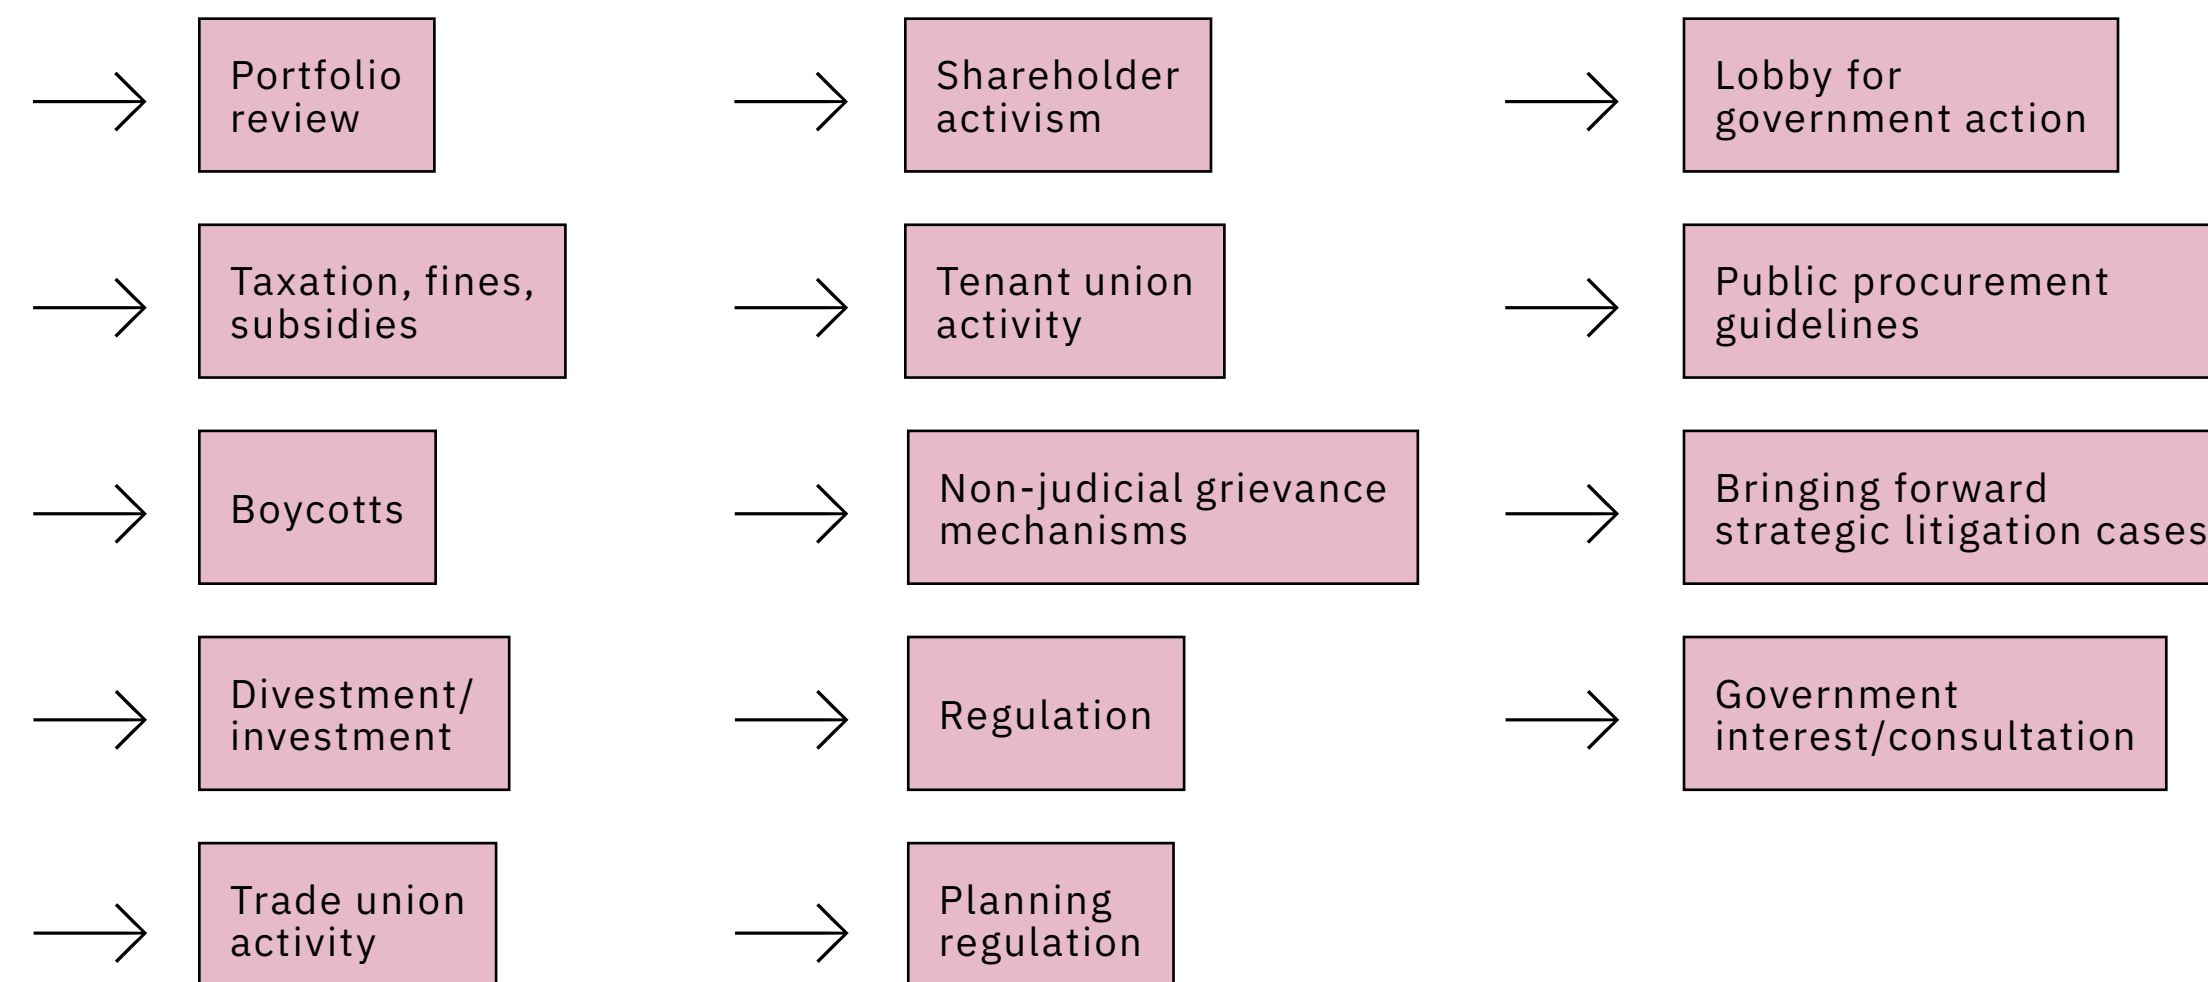 Portfolio
review
Shareholder
activism
Lobby for
government action
Taxation, fines,
subsidies
Tenant union
activity
Public procurement
guidelines
Boycotts
Non-judicial grievance
mechanisms
Bringing forward
strategic litigation cases
Divestment/
investment
Regulation
Government
interest/consultation
Trade union
activity
Planning
regulation